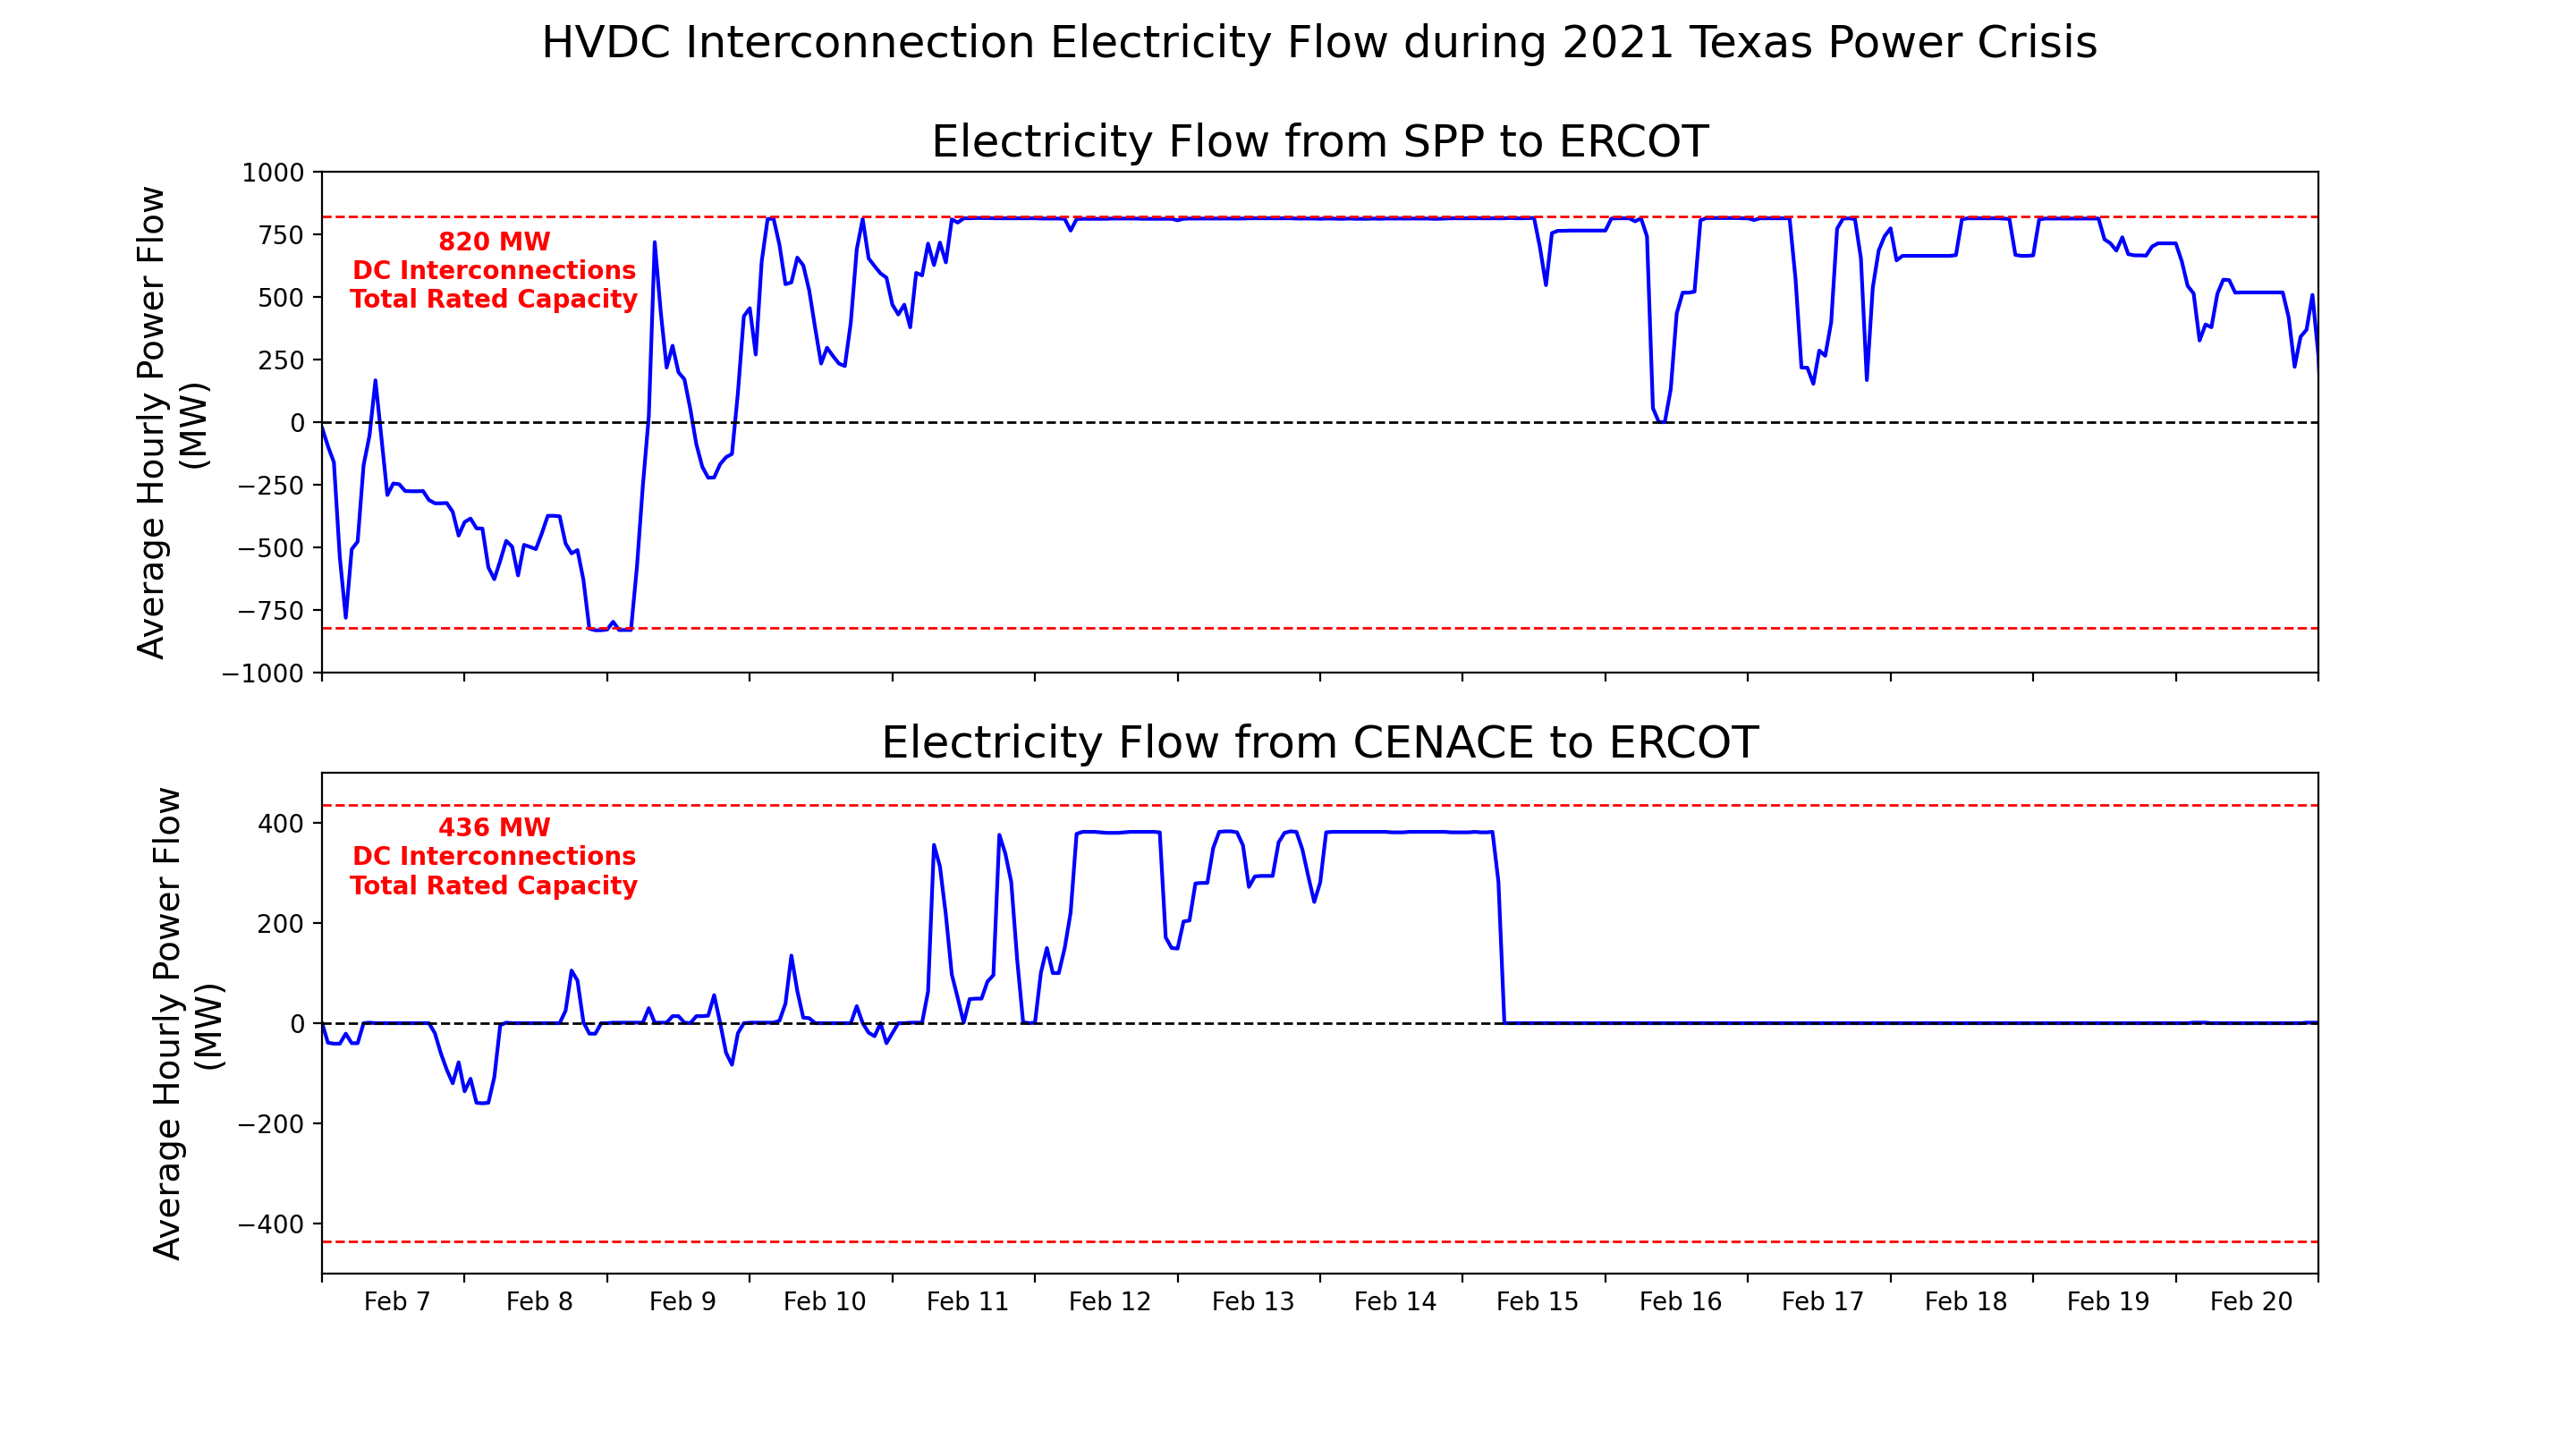 HVDC Interconnection Electricity Flow during 2021 Texas Power Crisis
Electricity Flow from SPP to ERCOT
Average Hourly Power Flow
(MW)
1000
750
500
250
0
−250
−500
−750
−1000
820 MW
DC Interconnections
Total Rated Capacity
Electricity Flow from CENACE to ERCOT
Average Hourly Power Flow
(MW)
400
200
0
−200
−400
436 MW
DC Interconnections
Total Rated Capacity
Feb 7 Feb 8 Feb 9 Feb 10 Feb 11 Feb 12 Feb 13 Feb 14 Feb 15 Feb 16 Feb 17 Feb 18 Feb 19 Feb 20